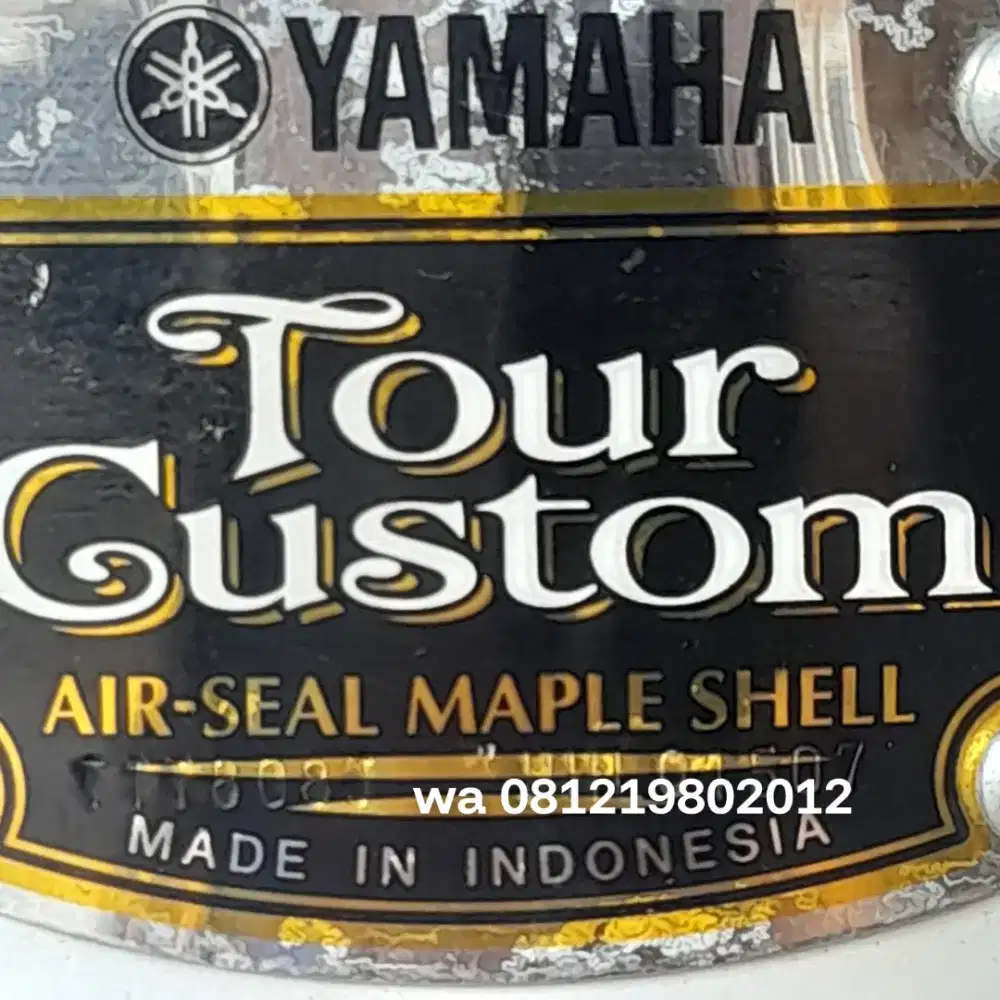 YAMAHA
Tour
Custom
AIR-SEAL MAPLE SHELL
wa 081219802012
MADE IN INDONESIA